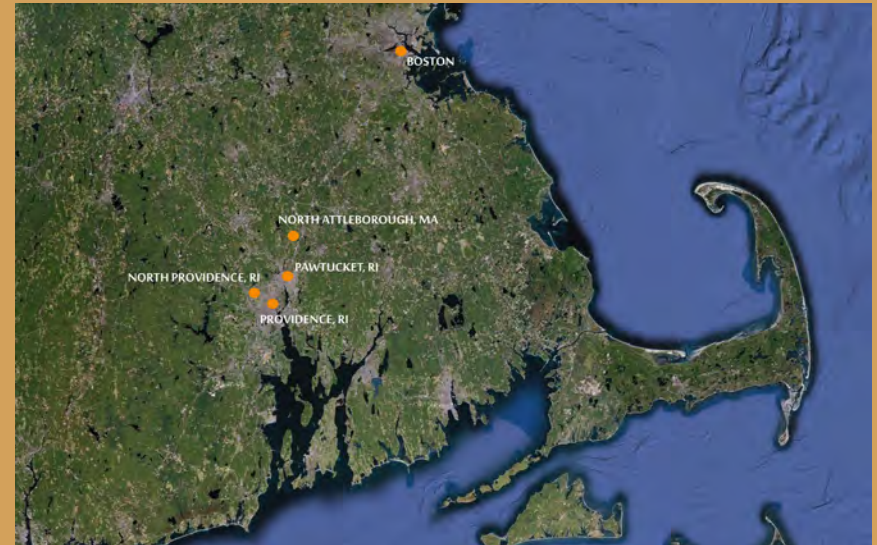 BOSTON
NORTH ATTLEBOROUGH, MA
PAWTUCKET, RI
NORTH PROVIDENCE, RI
PROVIDENCE, RI